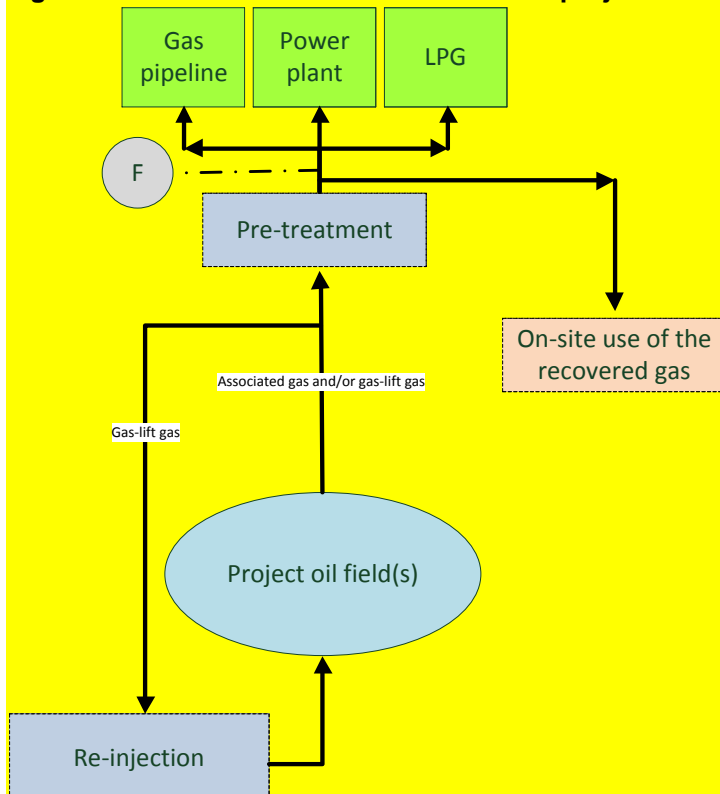 Gas
pipeline
Power
plant
LPG
F
Pre-treatment
On-site use of the
recovered gas
Associated gas and/or gas-lift gas
Gas-lift gas
Project oil field(s)
Re-injection